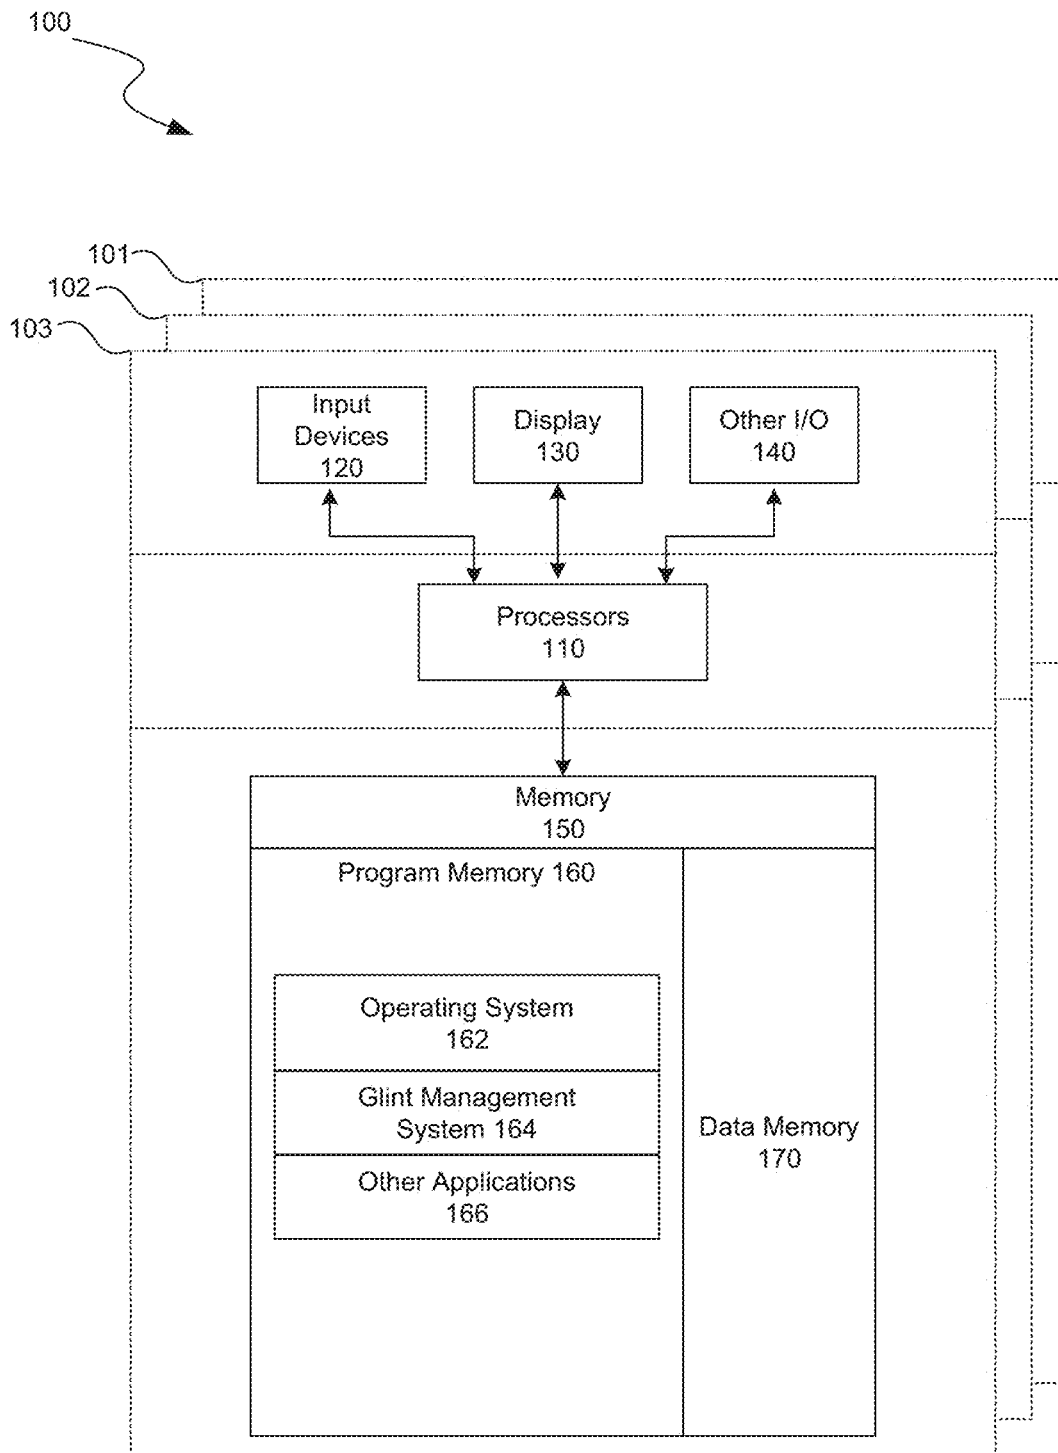 100
101
102
103
Input
Devices
120
Display
130
Other I/O
140
Processors
110
Memory
150
Program Memory 160
Operating System
162
Glint Management
System 164
Other Applications
166
Data Memory
170